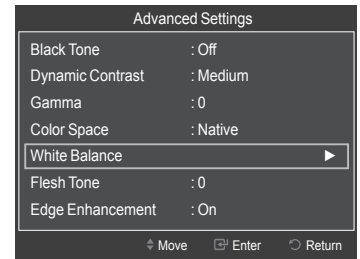 Advanced Settings
Black Tone : Off
Dynamic Contrast : Medium
Gamma : 0
Color Space : Native
White Balance ►
Flesh Tone : 0
Edge Enhancement : On
Move Enter Return